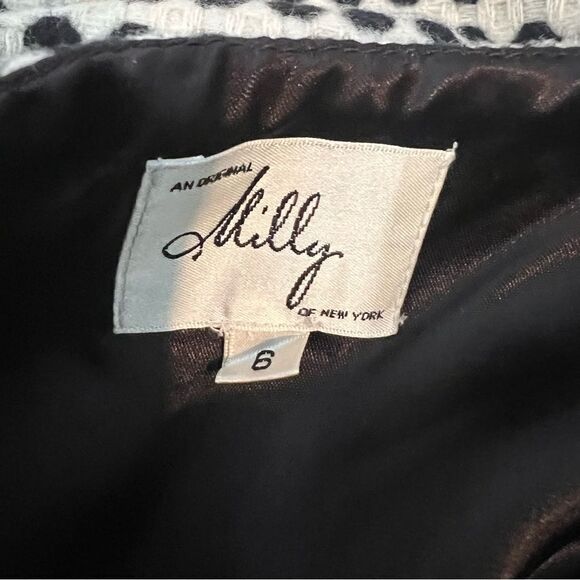 AN ORIGINAL
Milly
OF NEW YORK
6